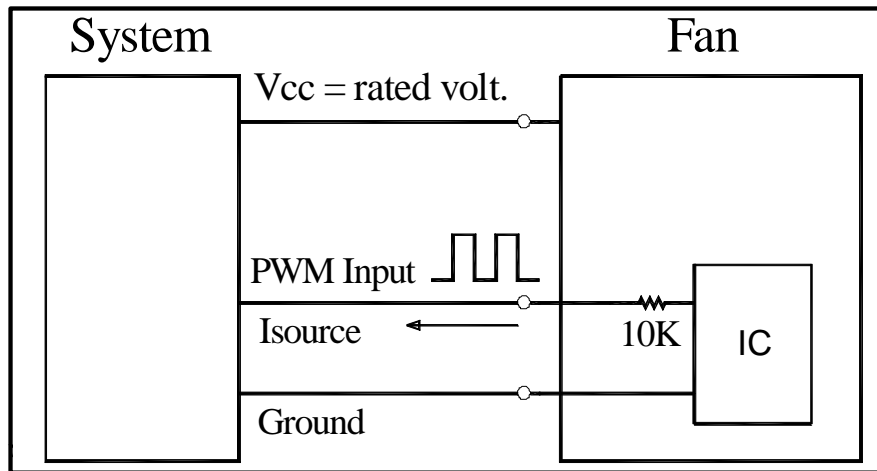 System
Fan
Vcc = rated volt.
PWM Input
Isource
10K
IC
Ground